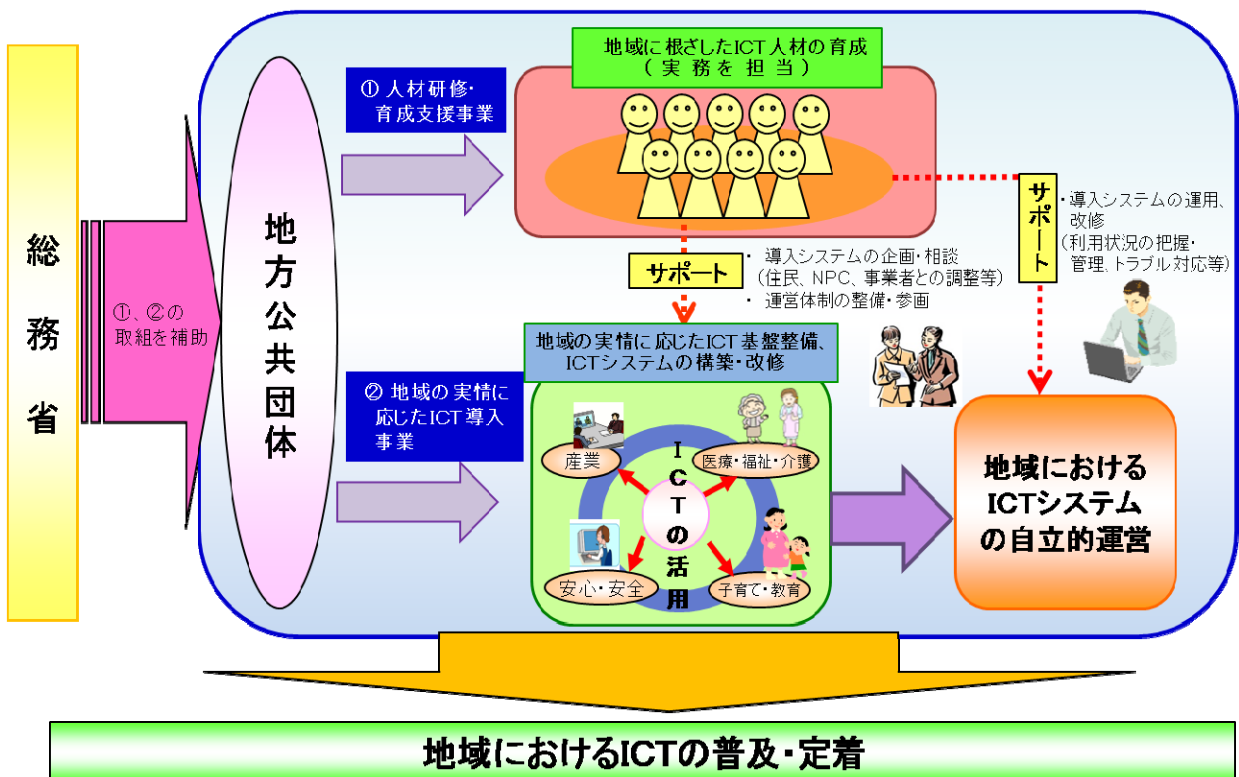 総務省
①、②の
取組を補助
地方公共団体
① 人材研修・
育成支援事業
地域に根ざしたICT人材の育成
(実務を担当)
サポート
・ 導入システムの企画・相談
(住民、NPC、事業者との調整等)
・ 運営体制の整備・参画
サポート
・導入システムの運用、
改修
(利用状況の把握・
管理、トラブル対応等)
② 地域の実情に
応じたICT導入
事業
地域の実情に応じたICT基盤整備、
ICTシステムの構築・改修
産業
医療・福祉・介護
ICTの活用
安心・安全
子育て・教育
地域における
ICTシステム
の自立的運営
地域におけるICTの普及・定着